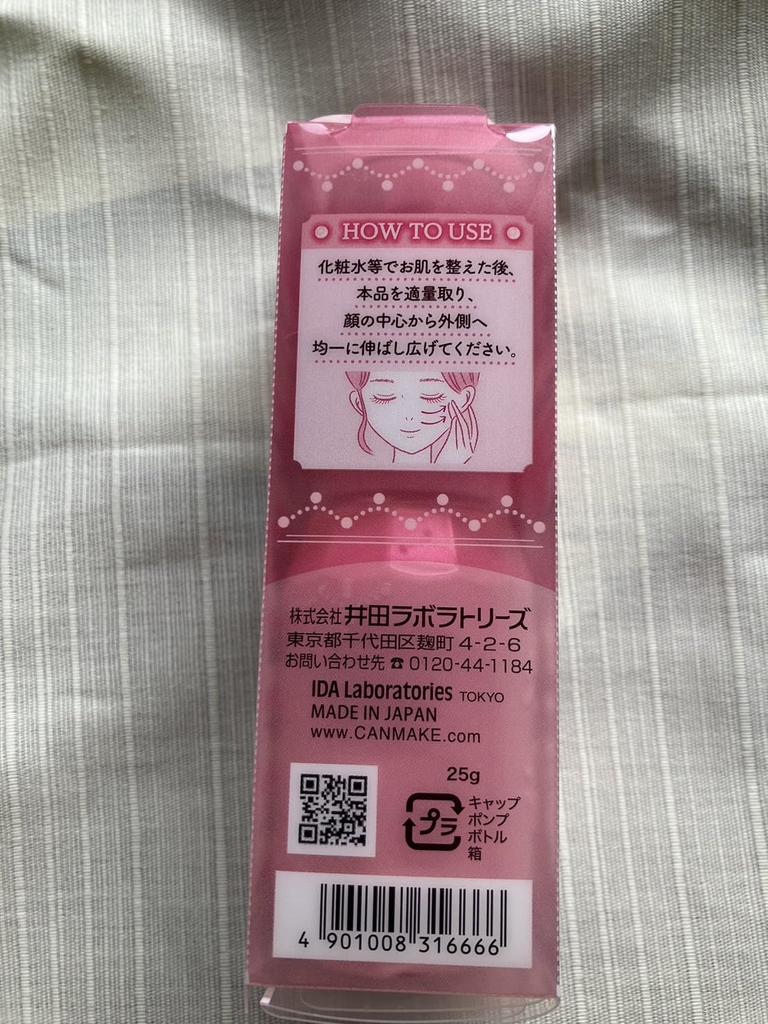 HOW TO USE
化粧水等でお肌を整えた後、
本品を適量取り、
顔の中心から外側へ
均一に伸ばし広げてください。
株式会社 井田ラボラトリーズ
東京都千代田区麹町 4-2-6
お問い合わせ先 ☎ 0120-44-1184
IDA Laboratories TOKYO
MADE IN JAPAN
www.CANMAKE.com
25g
プラ
キャップ
ポンプ
ボトル
箱
4 901008 316666